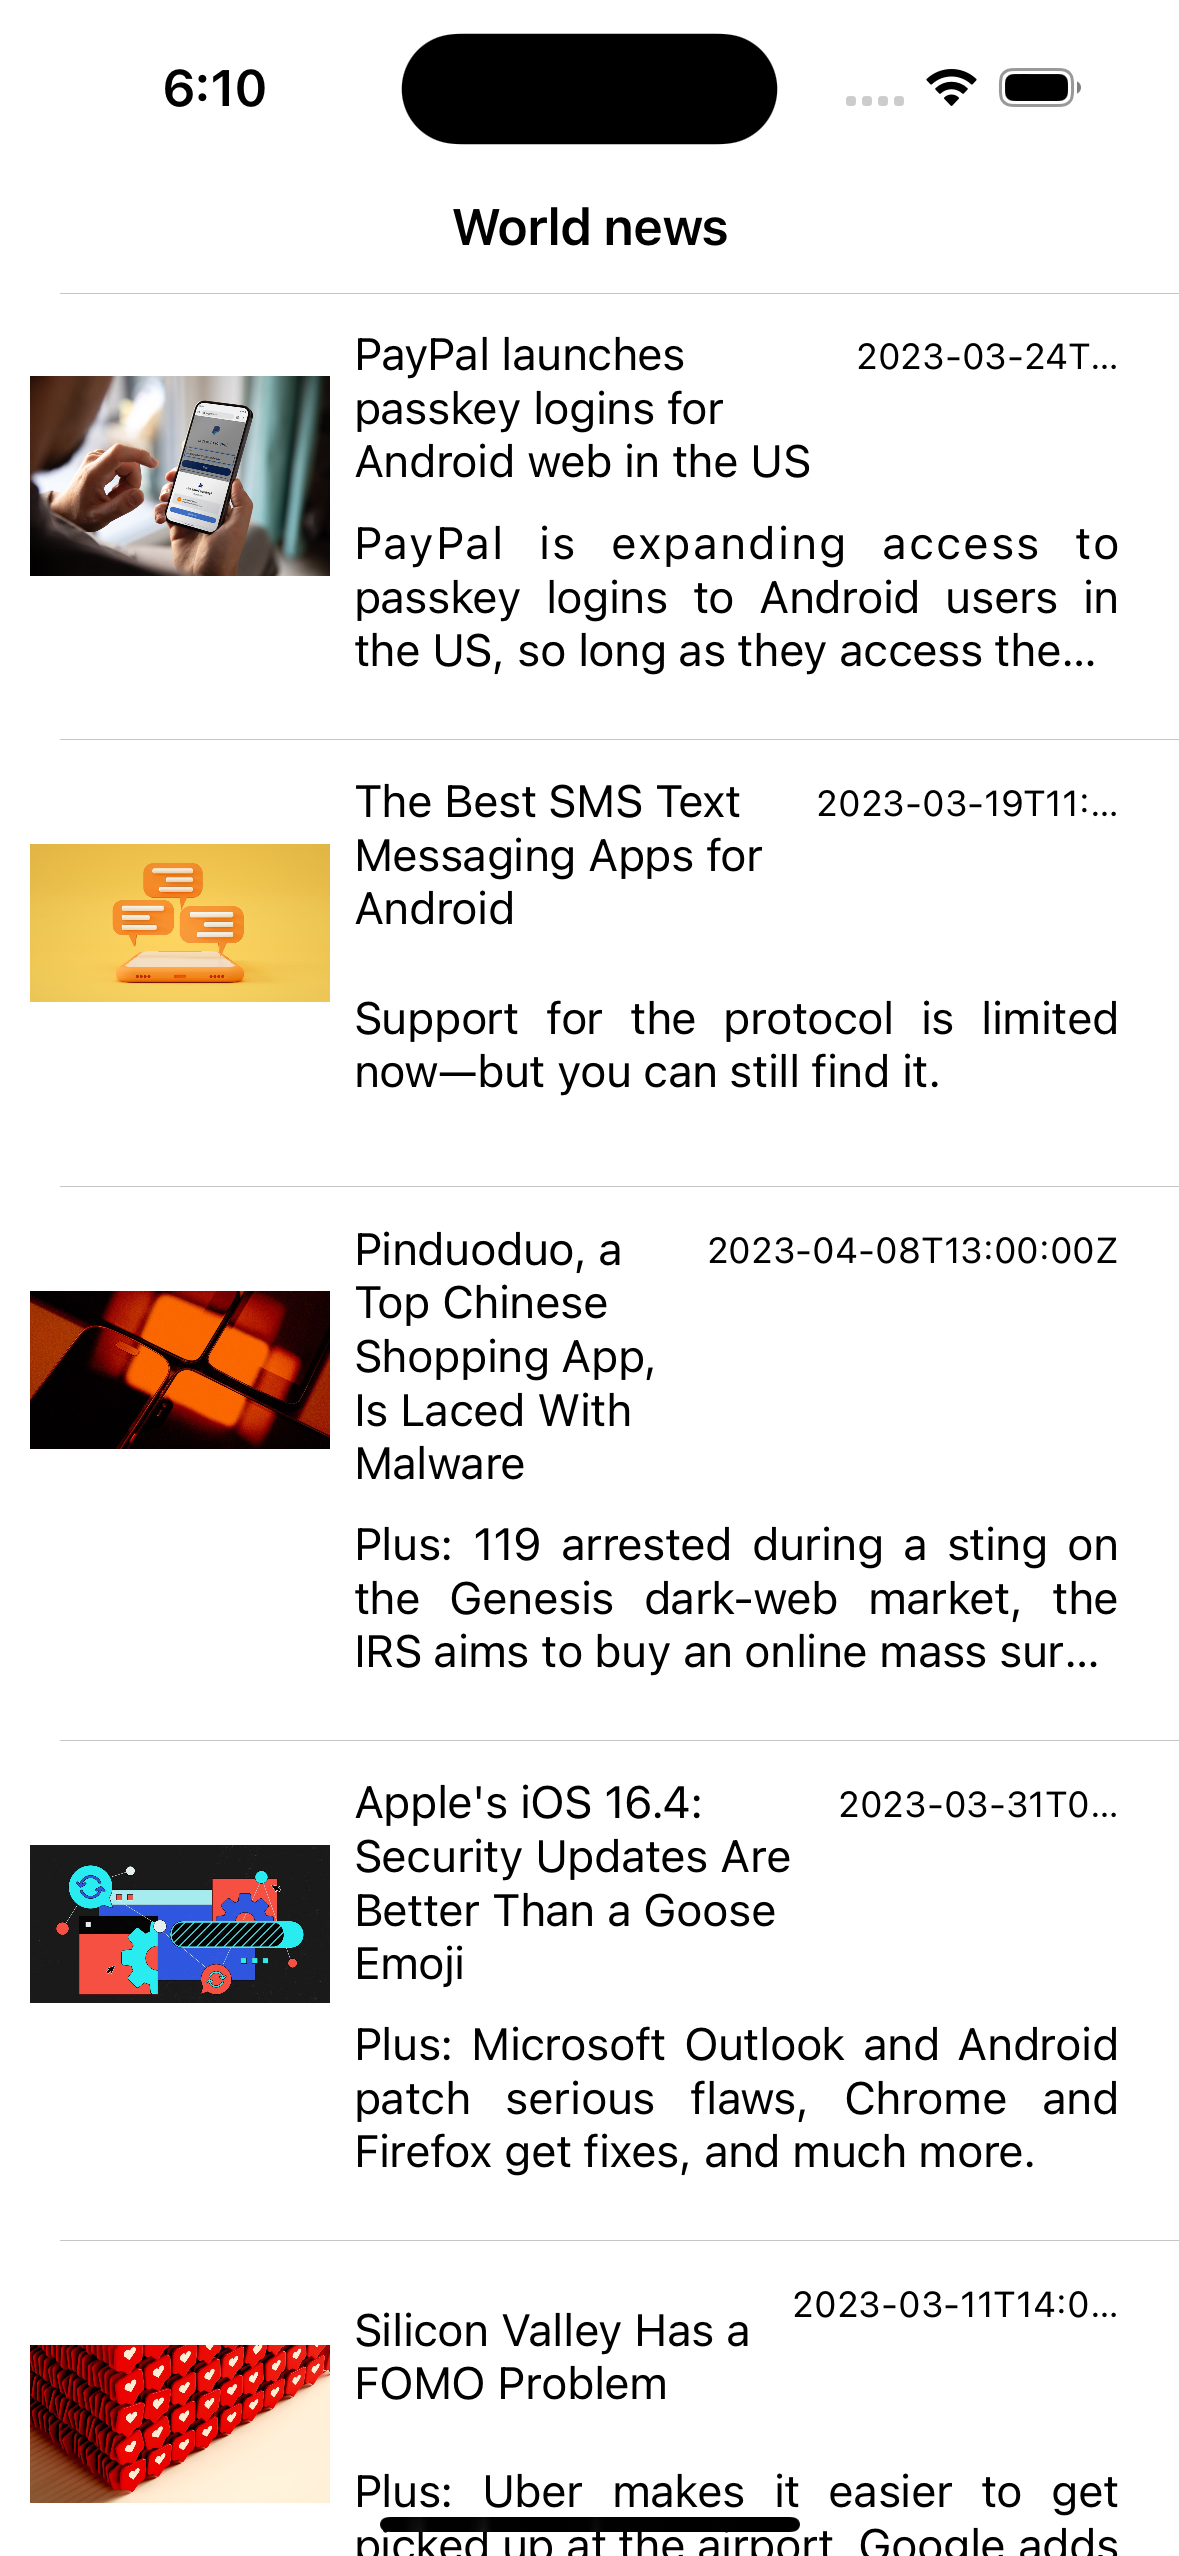 6:10
World news
PayPal launches
passkey logins for
Android web in the US
2023-03-24T...
PayPal is expanding access to
passkey logins to Android users in
the US, so long as they access the...
The Best SMS Text
Messaging Apps for
Android
2023-03-19T11:...
Support for the protocol is limited
now—but you can still find it.
Pinduoduo, a
Top Chinese
Shopping App,
Is Laced With
Malware
2023-04-08T13:00:00Z
Plus: 119 arrested during a sting on
the Genesis dark-web market, the
IRS aims to buy an online mass sur...
Apple's iOS 16.4:
Security Updates Are
Better Than a Goose
Emoji
2023-03-31T0...
Plus: Microsoft Outlook and Android
patch serious flaws, Chrome and
Firefox get fixes, and much more.
2023-03-11T14:0...
Silicon Valley Has a
FOMO Problem
Plus: Uber makes it easier to get
picked up at the airport, Google adds